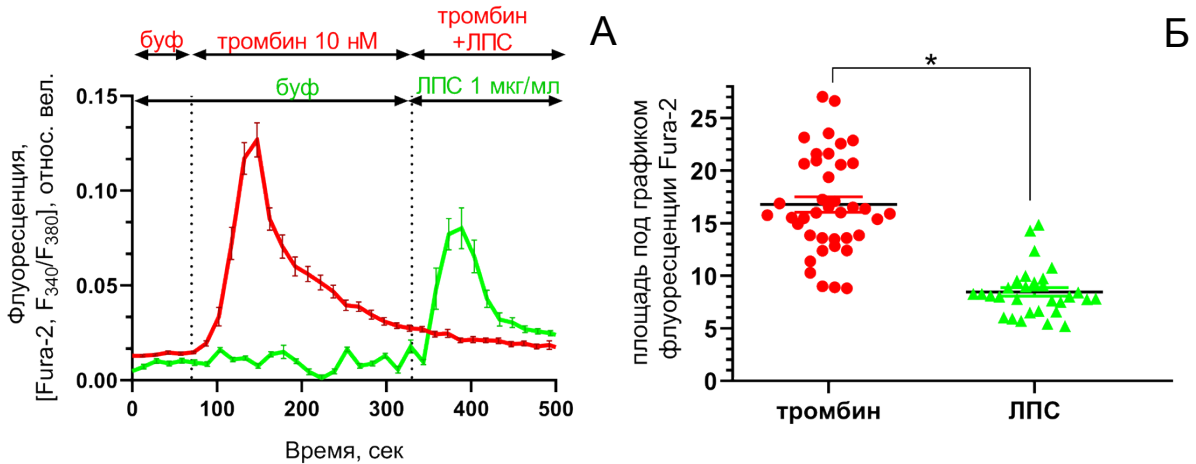 тромбин
+ЛПС
буф
тромбин 10 нМ
буф
ЛПС 1 мкг/мл
А
Флуоресценция,
[Fura-2, F340/F380], относ. вел.
0.15
0.10
0.05
0.00
0
100
200
300
400
500
Время, сек
Б
*
площадь под графиком
флуоресценции Fura-2
25
20
15
10
5
0
тромбин
ЛПС